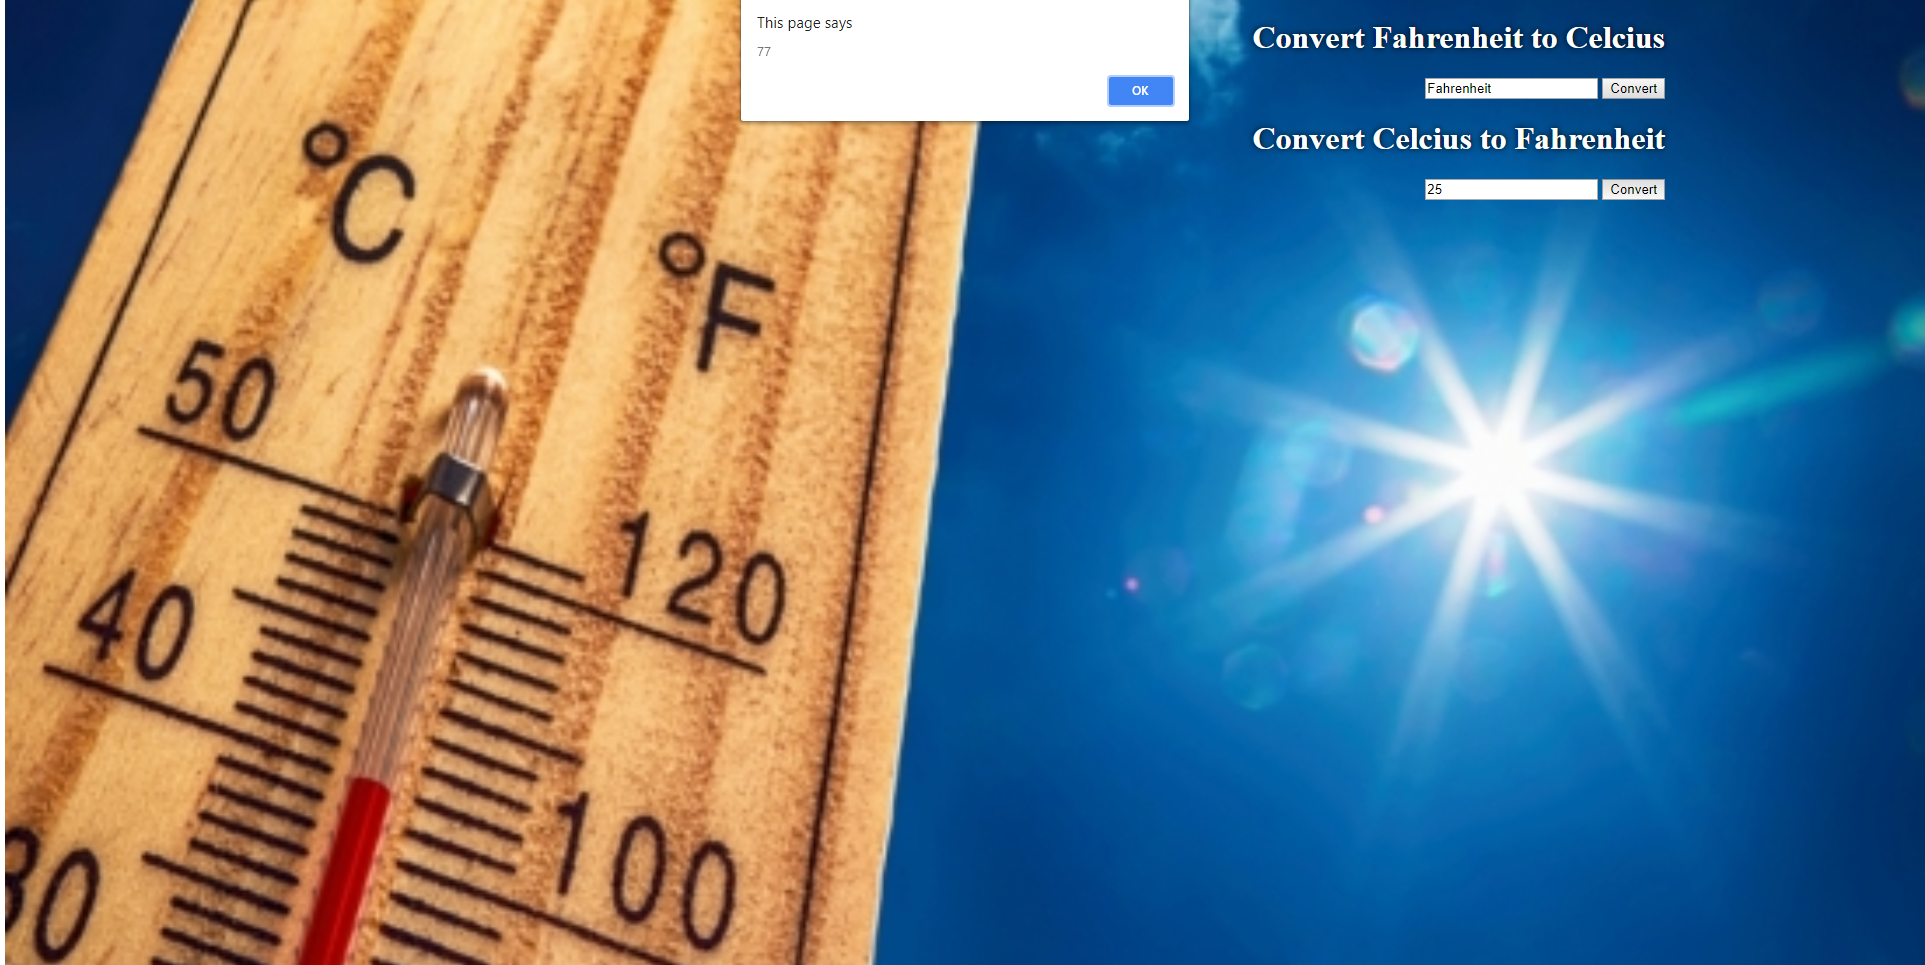 This page says
77
OK
Convert Fahrenheit to Celcius
Fahrenheit Convert
Convert Celcius to Fahrenheit
25 Convert
°C
°F
50
120
40
100
30